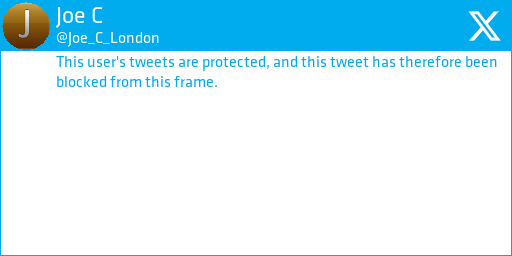 J
Joe C
@Joe_C_London
This user's tweets are protected, and this tweet has therefore been
blocked from this frame.